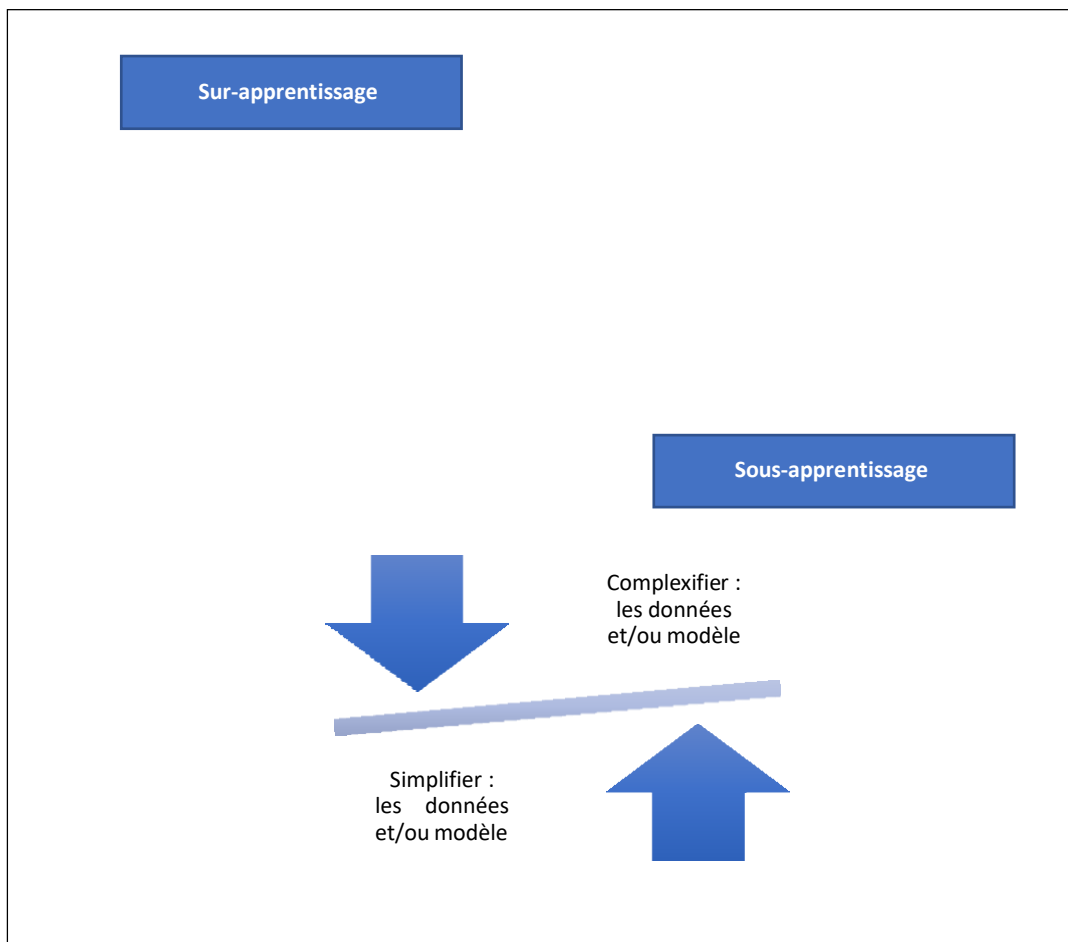 Sur-apprentissage
Sous-apprentissage
Complexifier :
les données
et/ou modèle
Simplifier :
les données
et/ou modèle